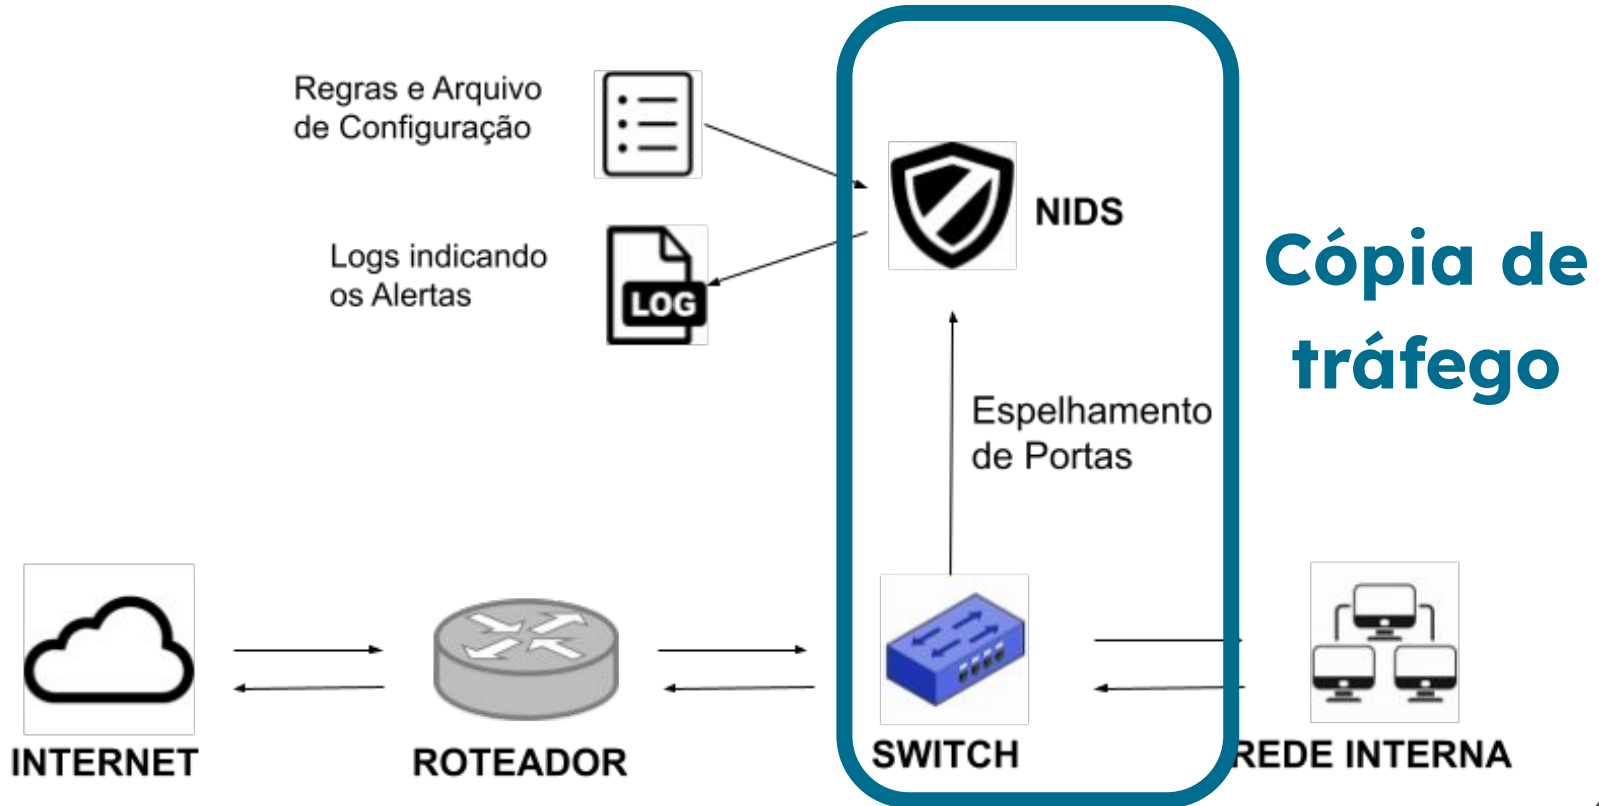 Regras e Arquivo
de Configuração
Logs indicando
os Alertas
LOG
NIDS
Cópia de
tráfego
Espelhamento
de Portas
INTERNET
ROTEADOR
SWITCH
REDE INTERNA